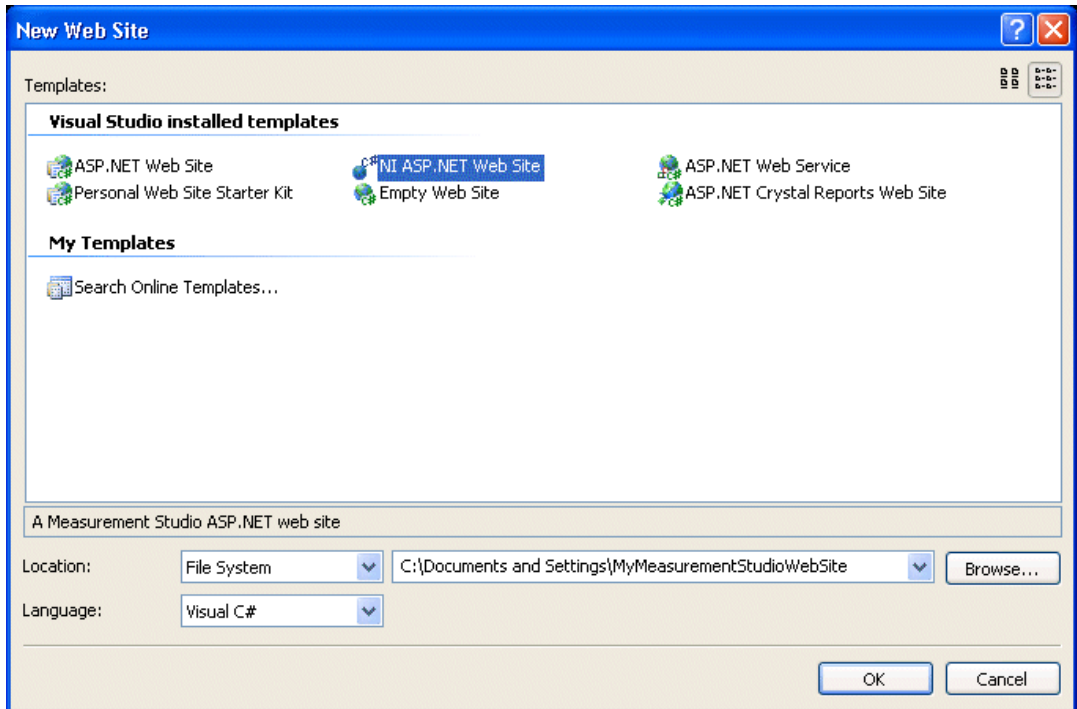 New Web Site
Templates:
Visual Studio installed templates
ASP.NET Web Site
NI ASP.NET Web Site
ASP.NET Web Service
Personal Web Site Starter Kit
Empty Web Site
ASP.NET Crystal Reports Web Site
My Templates
Search Online Templates...
A Measurement Studio ASP.NET web site
Location:
File System
C:\Documents and Settings\MyMeasurementStudioWebSite
Browse...
Language:
Visual C#
OK
Cancel